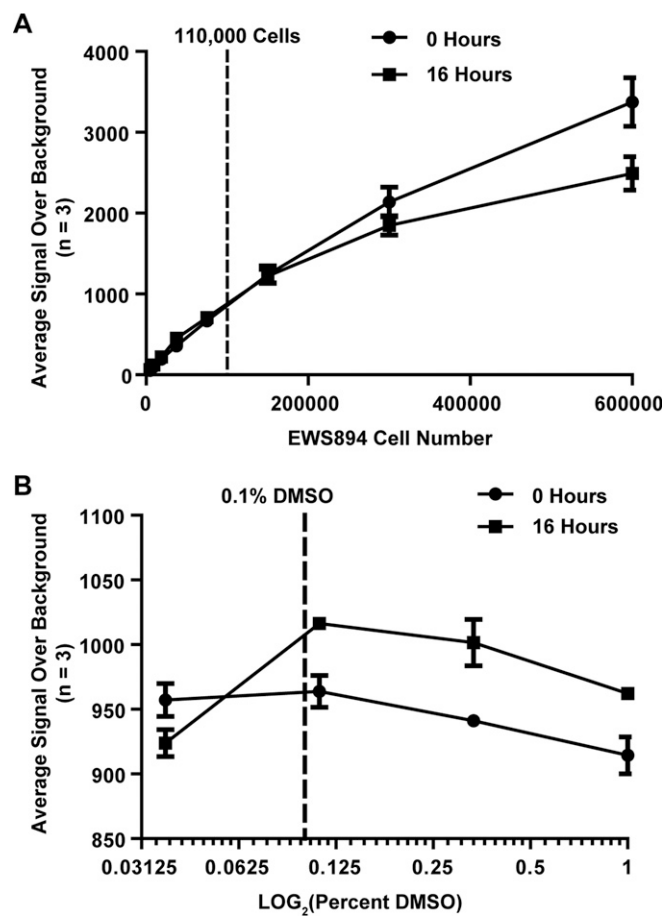 A
110,000 Cells
0 Hours
16 Hours
4000
3000
2000
1000
0
Average Signal Over Background
(n = 3)
0
200000
400000
600000
EWS894 Cell Number
B
0.1% DMSO
0 Hours
16 Hours
1100
1050
1000
950
900
850
Average Signal Over Background
(n = 3)
0.03125
0.0625
0.125
0.25
0.5
1
LOG₂(Percent DMSO)